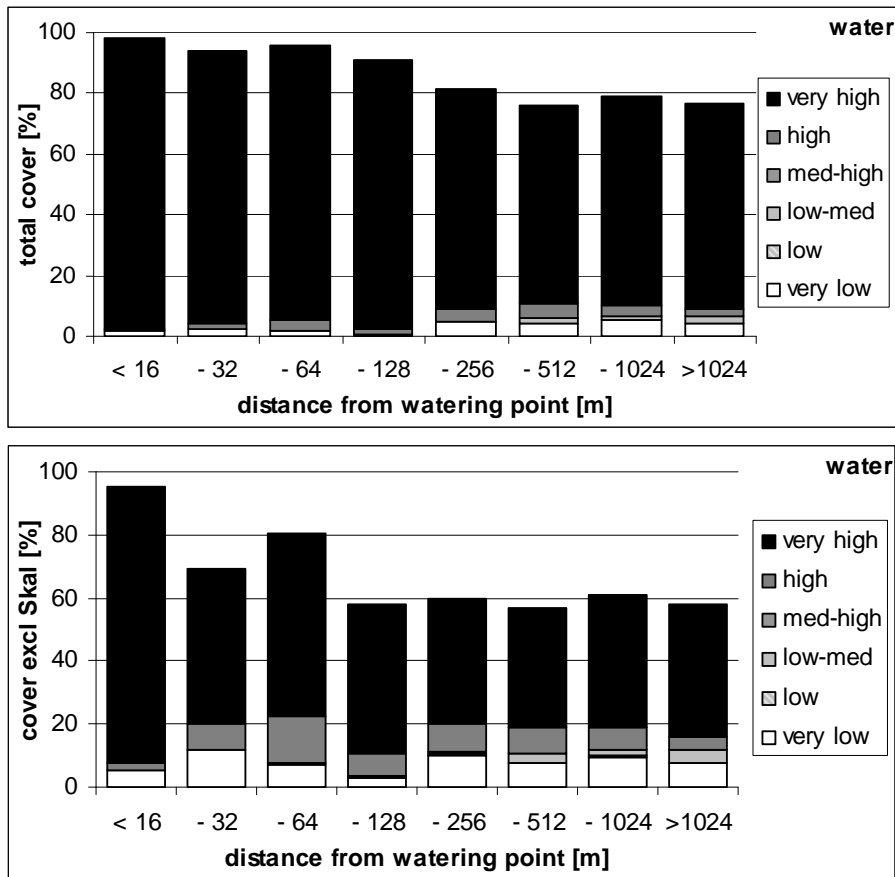 water
100
80
60
40
20
0
total cover [%]
very high
high
med-high
low-med
low
very low
< 16 - 32 - 64 - 128 - 256 - 512 - 1024 >1024
distance from watering point [m]
water
100
80
60
40
20
0
cover excl Skal [%]
very high
high
med-high
low-med
low
very low
< 16 - 32 - 64 - 128 - 256 - 512 - 1024 >1024
distance from watering point [m]